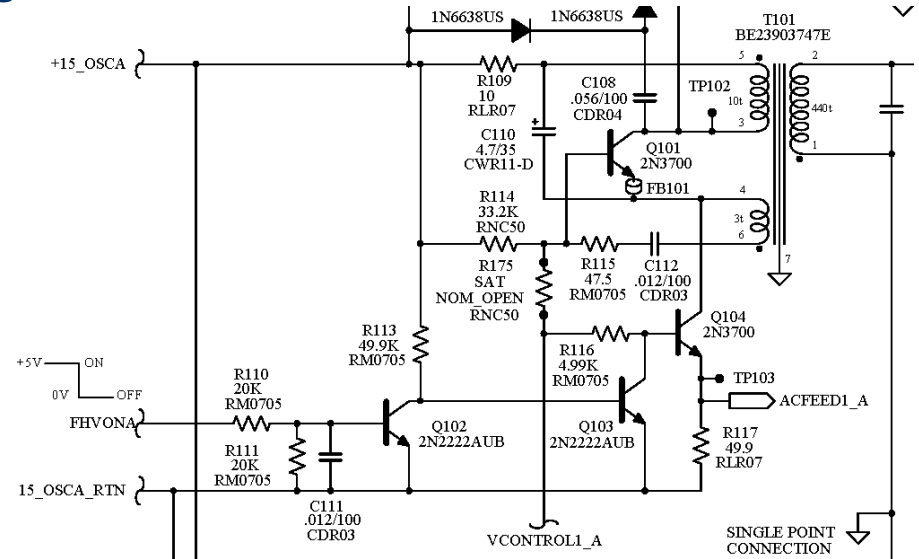 1N6638US
1N6638US
T101
BE23903747E
+15_OSCA
5
2
R109
10
RLR07
C108
.056/100
CDR04
TP102
10t
440t
3
1
+
C110
4.7/35
CWR11-D
Q101
2N3700
FB101
R114
33.2K
RNC50
4
3t
6
7
R175
SAT
NOM_OPEN
RNC50
R115
47.5
RM0705
C112
.012/100
CDR03
R113
49.9K
RM0705
Q104
2N3700
R116
4.99K
RM0705
TP103
ACFEED1_A
+5V
ON
0V
OFF
R110
20K
RM0705
FHVONA
Q102
2N2222AUB
Q103
2N2222AUB
R117
49.9
RLR07
R111
20K
RM0705
15_OSCA_RTN
C111
.012/100
CDR03
VCONTROL1_A
SINGLE POINT
CONNECTION